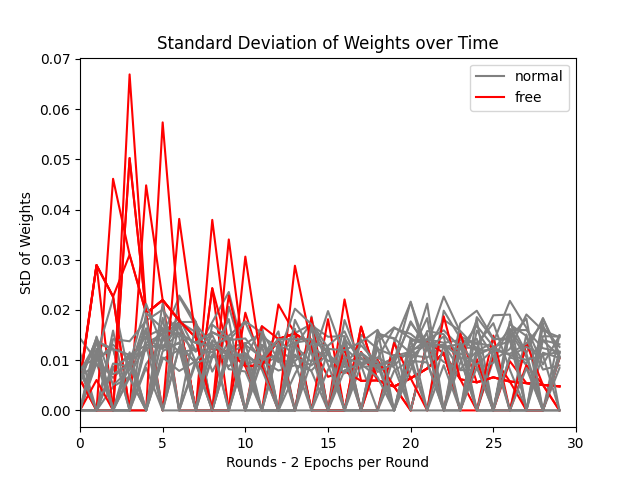 Standard Deviation of Weights over Time
0.07
0.06
0.05
0.04
0.03
0.02
0.01
0.00
StD of Weights
normal
free
0 5 10 15 20 25 30
Rounds - 2 Epochs per Round